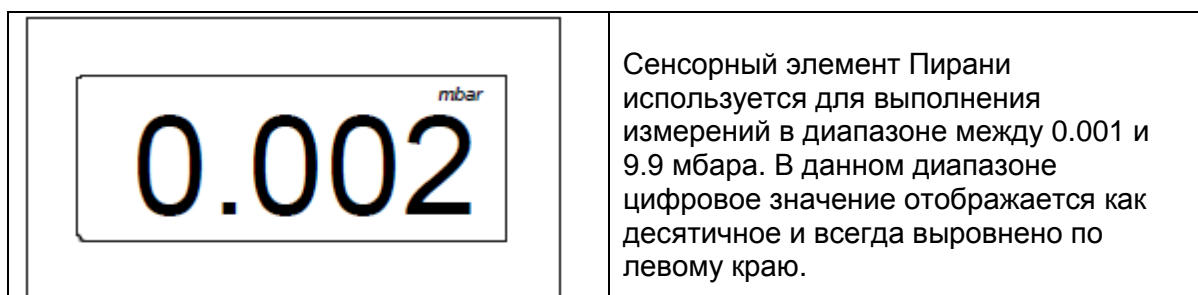 mbar
0.002
Сенсорный элемент Пирани
используется для выполнения
измерений в диапазоне между 0.001 и
9.9 мбара. В данном диапазоне
цифровое значение отображается как
десятичное и всегда выровнено по
левому краю.